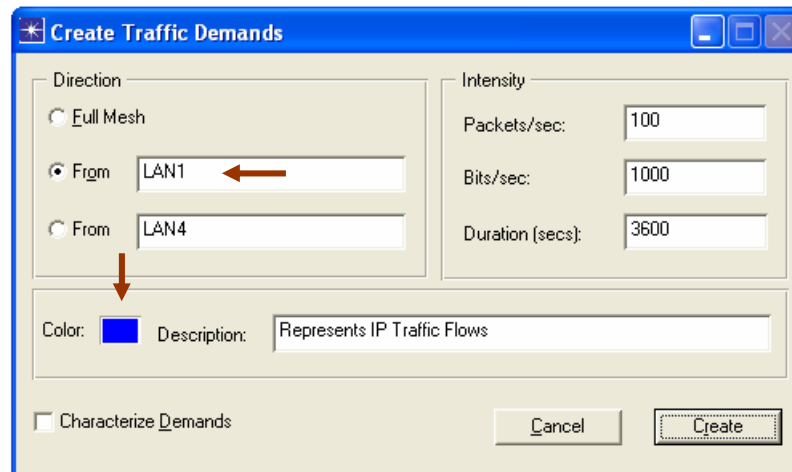 Create Traffic Demands
Direction
Full Mesh
From LAN1
From LAN4
Intensity
Packets/sec: 100
Bits/sec: 1000
Duration (secs): 3600
Color: Description: Represents IP Traffic Flows
Characterize Demands
Cancel
Create